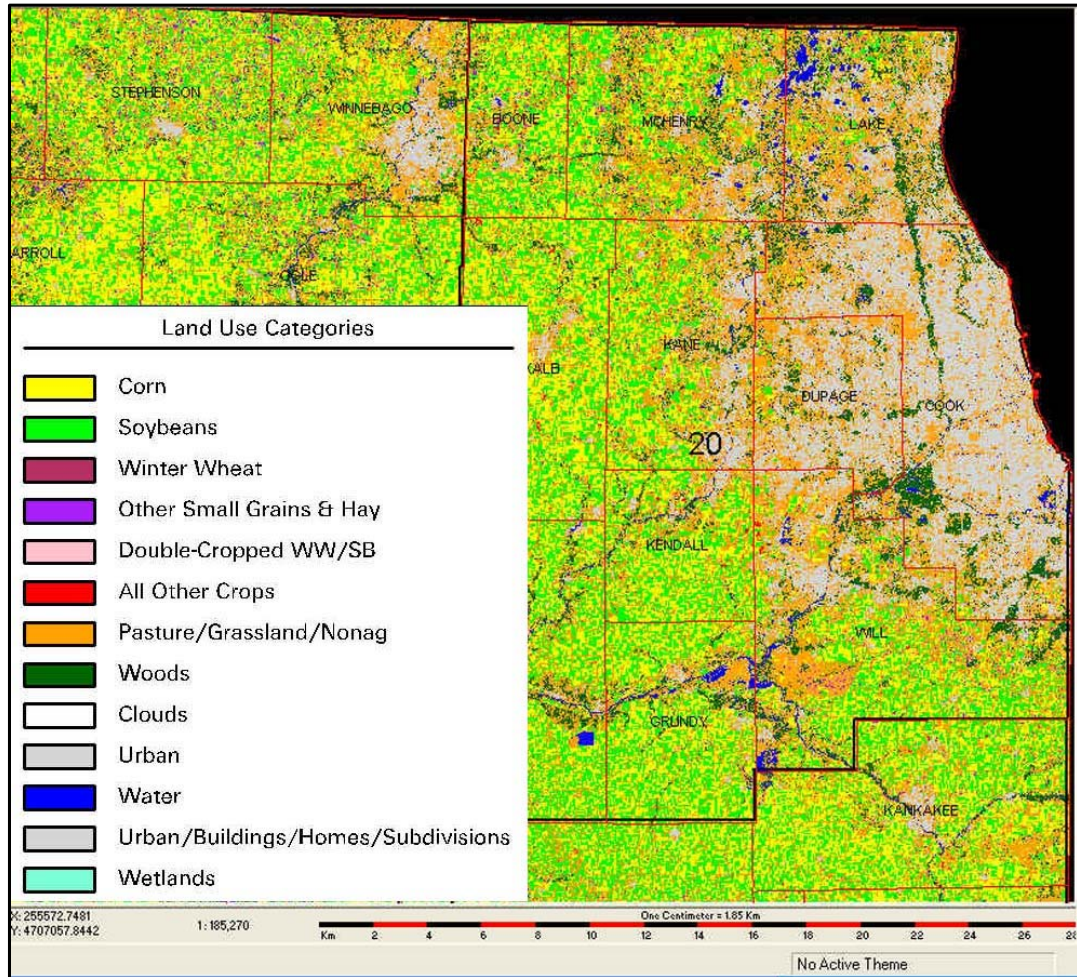 STEPHENSON
WINNEBAGO
BOONE
MCHENRY
LAKE
ARROLL
OGLE
KALB
KANE
DUPAGE
COOK
20
KENDALL
WILL
GRUNDY
KANKAKEE
Land Use Categories
Corn
Soybeans
Winter Wheat
Other Small Grains & Hay
Double-Cropped WW/SB
All Other Crops
Pasture/Grassland/Nonag
Woods
Clouds
Urban
Water
Urban/Buildings/Homes/Subdivisions
Wetlands
X: 255572.7481
Y: 4707057.8442
1: 185,270
One Centimeter = 1.85 Km
Km 2 4 6 8 10 12 14 16 18 20 22 24 26 28
No Active Theme